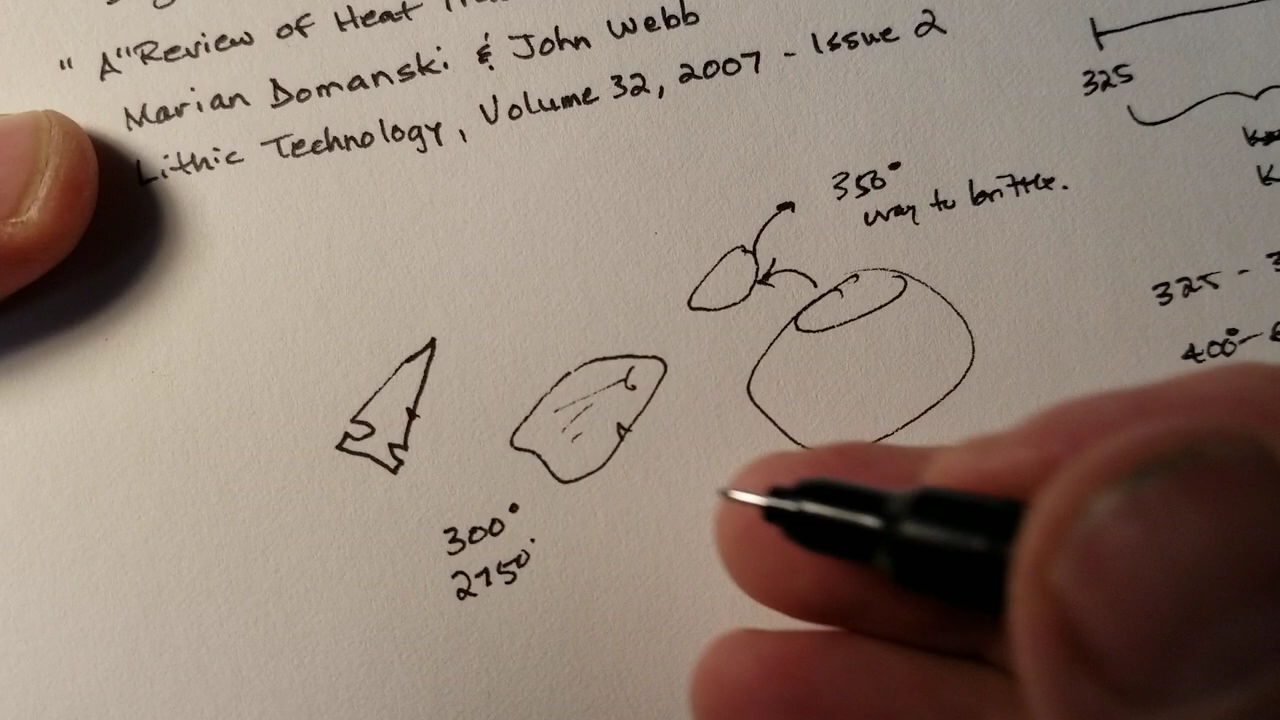 " A "Review of Heat
Marian Domanski & John Webb
Lithic Technology, Volume 32, 2007 - Issue 2
325
350°
way to brittle.
325 -
400°-
300°
2750°